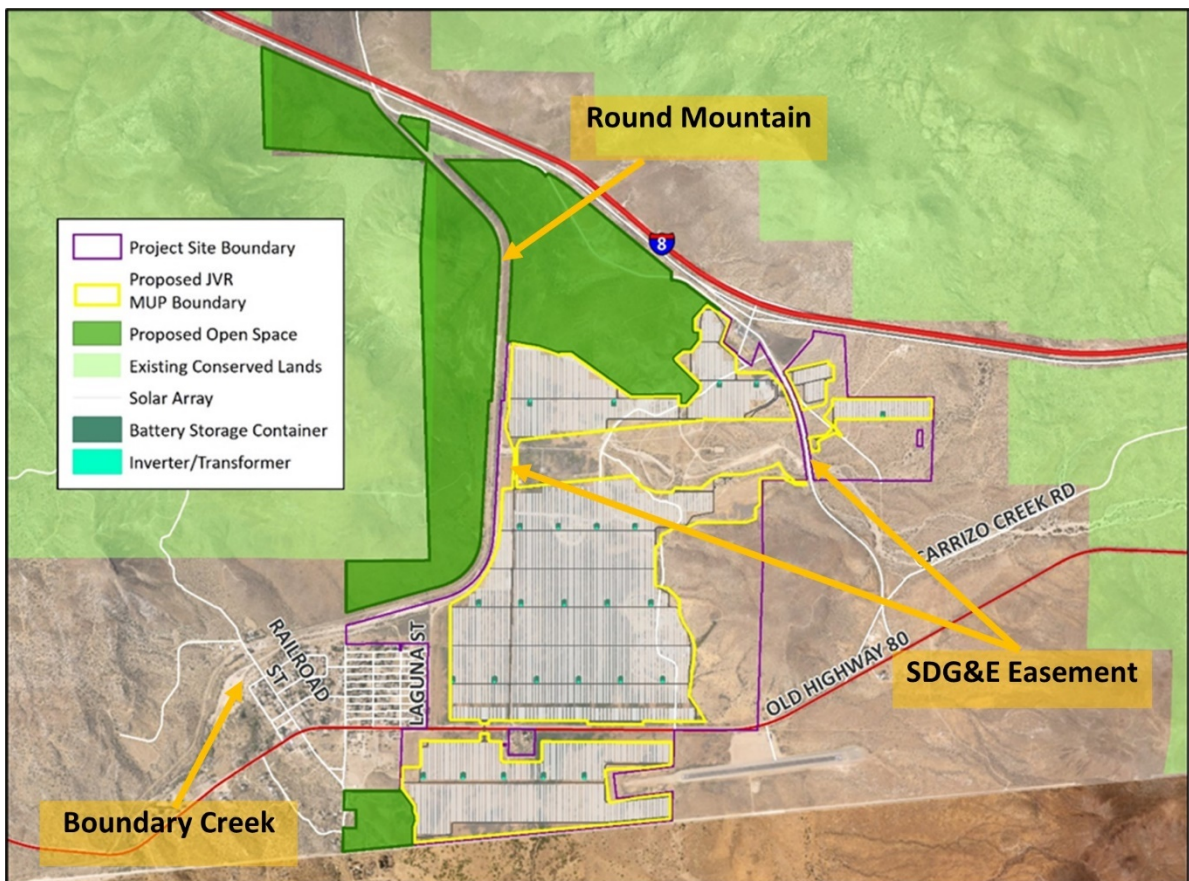 Round Mountain
8
Project Site Boundary
Proposed JVR
MUP Boundary
Proposed Open Space
Existing Conserved Lands
Solar Array
Battery Storage Container
Inverter/Transformer
CARRIZO CREEK RD
RAILROAD
ST
LAGUNA ST
SDG&E Easement
OLD HIGHWAY 80
Boundary Creek